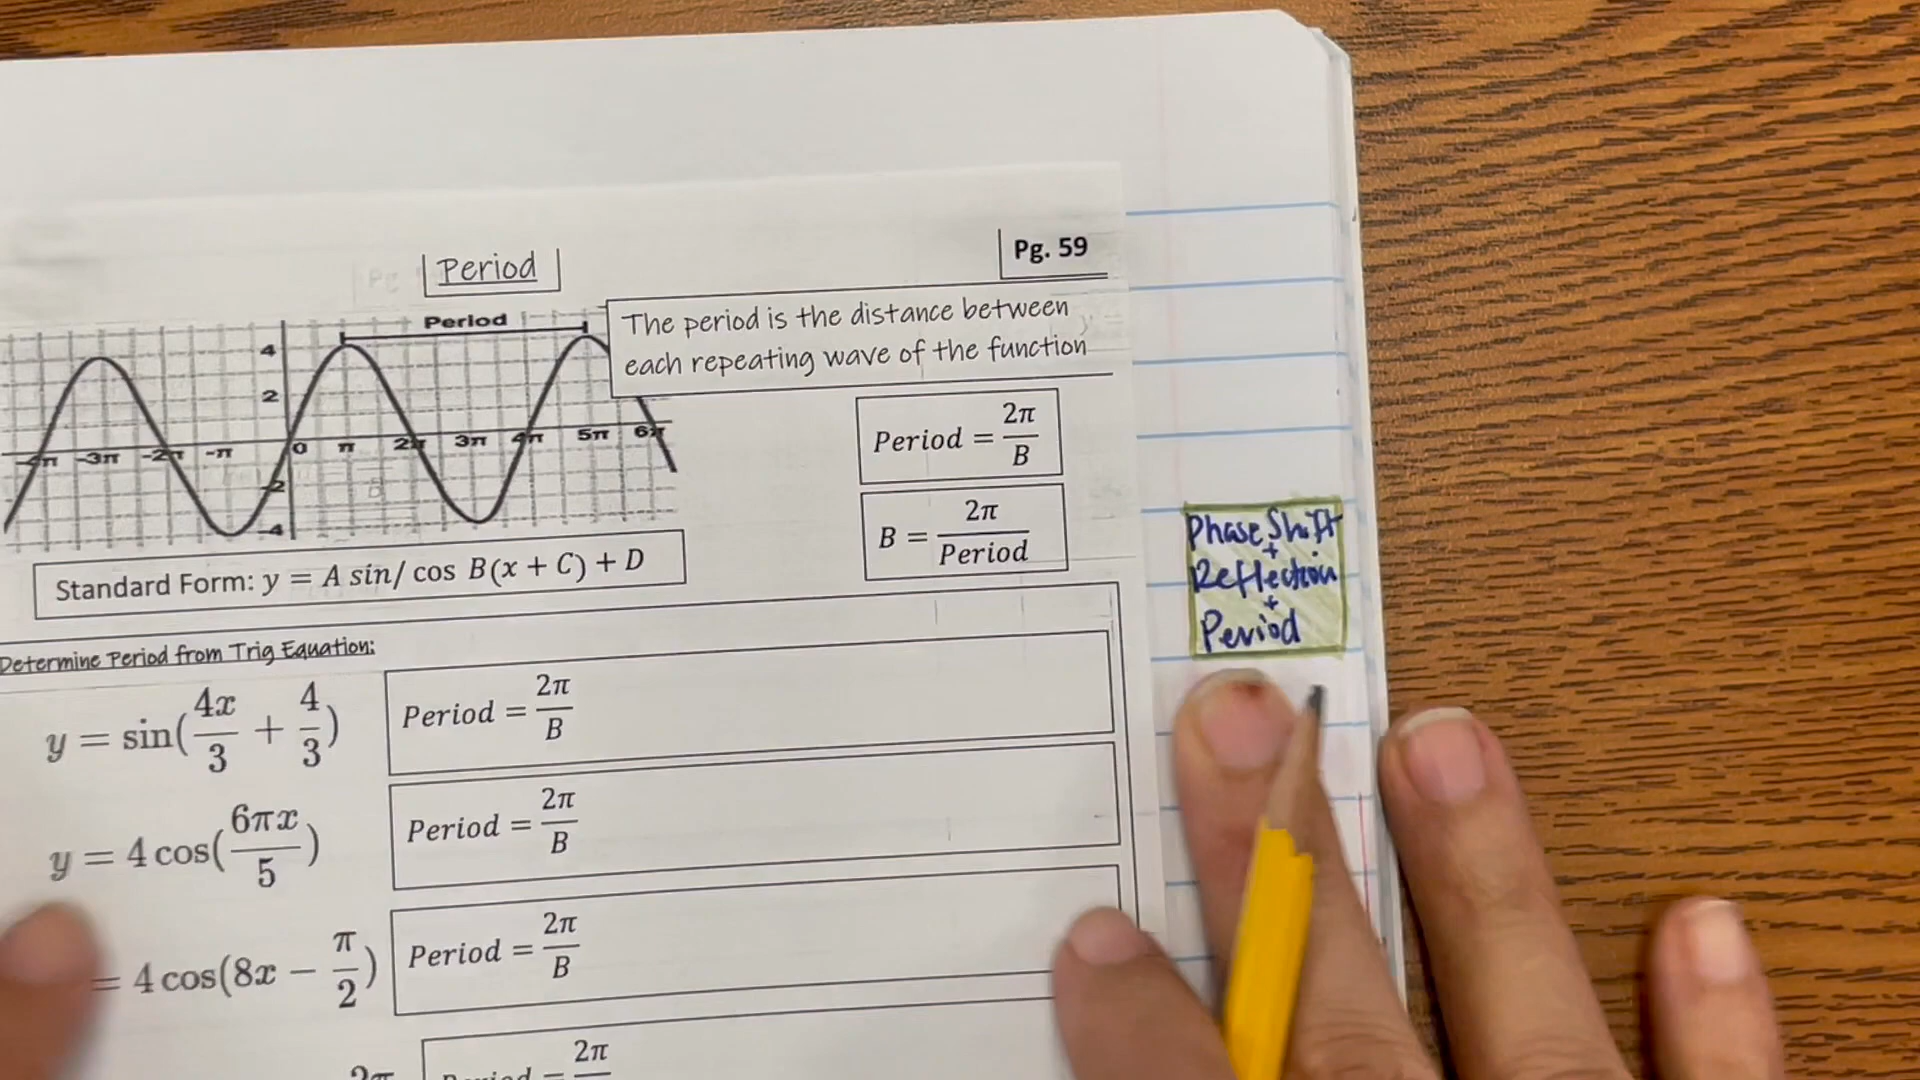 Period
Pg. 59
Period
The period is the distance between
each repeating wave of the function
4
2
-4π -3π -2π -π 0 π 2π 3π 4π 5π 6π
-2
-4
Period = 2π/B
B = 2π/Period
Standard Form: y = A sin/ cos B(x + C) + D
Phase Shift
+
Reflection
+
Period
Determine Period from Trig Equation:
y = sin(4x/3 + 4/3)
Period = 2π/B
y = 4 cos(6πx/5)
Period = 2π/B
= 4 cos(8x − π/2)
Period = 2π/B
2π
Period = 2π